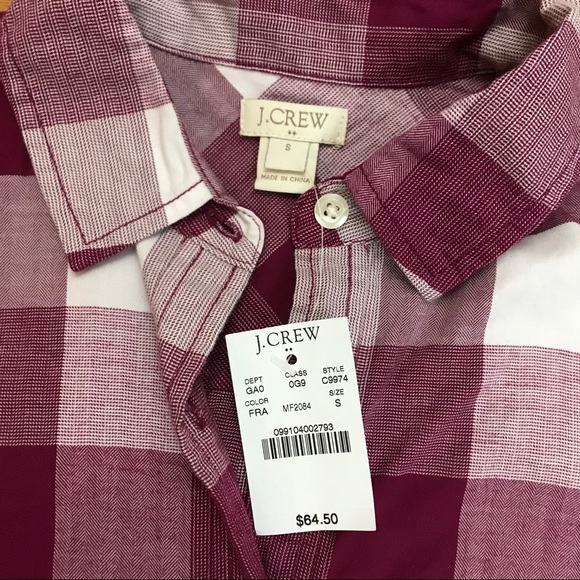 J.CREW
S
MADE IN CHINA
J.CREW
DEPT CLASS STYLE
GA0 0G9 C9974
COLOR SIZE
FRA MF2084 S
099104002793
$64.50